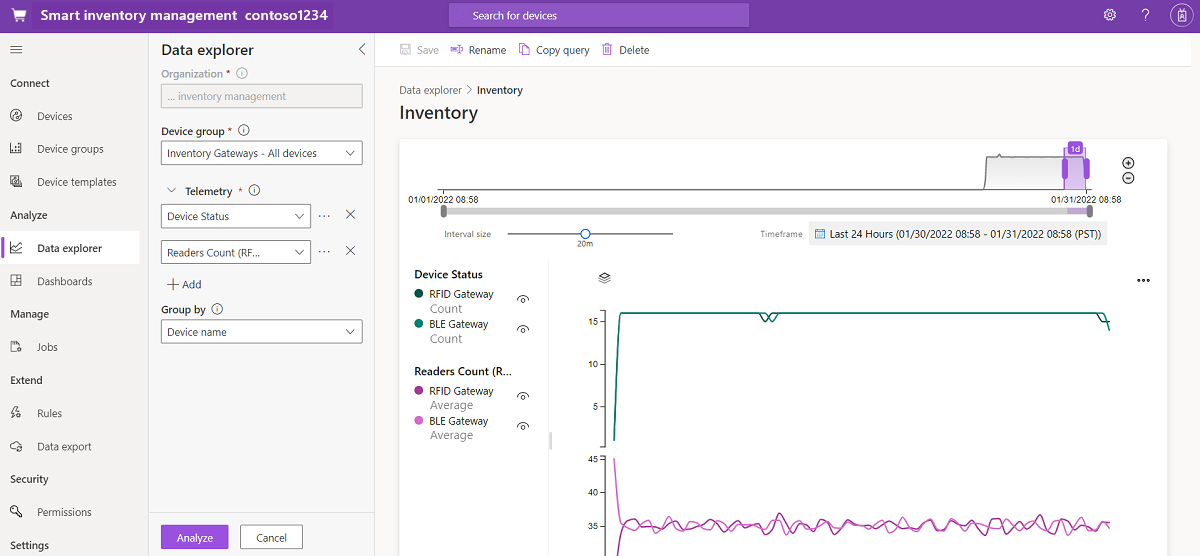 Smart inventory management contoso1234
Search for devices
?
Connect
Devices
Device groups
Device templates
Analyze
Data explorer
Dashboards
Manage
Jobs
Extend
Rules
Data export
Security
Permissions
Settings
Data explorer
Organization *
... inventory management
Device group *
Inventory Gateways - All devices
Telemetry *
Device Status
Readers Count (RF...
Add
Group by
Device name
Analyze
Cancel
Save Rename Copy query Delete
Data explorer > Inventory
Inventory
1d
01/01/2022 08:58
01/31/2022 08:58
Interval size
20m
Timeframe
Last 24 Hours (01/30/2022 08:58 - 01/31/2022 08:58 (PST))
Device Status
RFID Gateway
Count
BLE Gateway
Count
Readers Count (R...
RFID Gateway
Average
BLE Gateway
Average
15
10
5
45
40
35